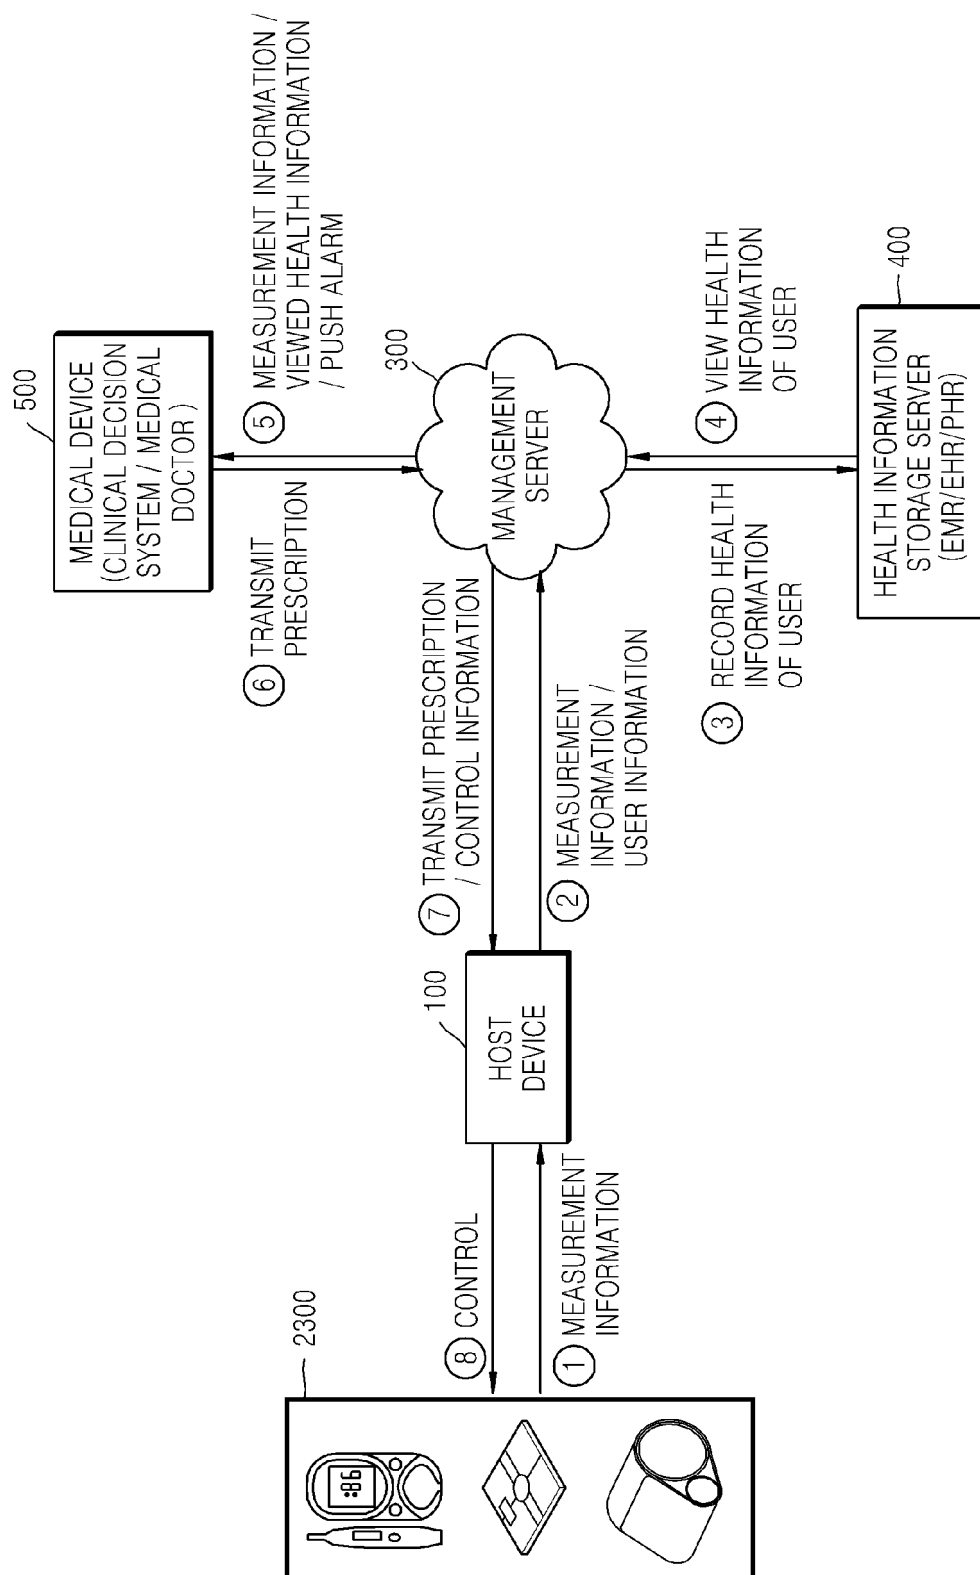 500
MEDICAL DEVICE
(CLINICAL DECISION
SYSTEM / MEDICAL
DOCTOR )
6 TRANSMIT
PRESCRIPTION
5 MEASUREMENT INFORMATION /
VIEWED HEALTH INFORMATION
/ PUSH ALARM
2300
:86
8 CONTROL
1 MEASUREMENT
INFORMATION
100
HOST
DEVICE
7 TRANSMIT PRESCRIPTION
/ CONTROL INFORMATION
2 MEASUREMENT
INFORMATION /
USER INFORMATION
300
MANAGEMENT
SERVER
3 RECORD HEALTH
INFORMATION
OF USER
4 VIEW HEALTH
INFORMATION
OF USER
400
HEALTH INFORMATION
STORAGE SERVER
(EMR/EHR/PHR)